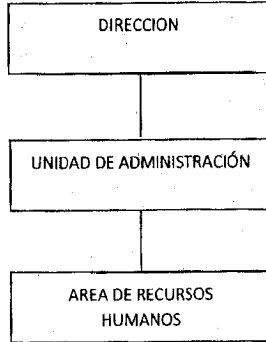 DIRECCION
UNIDAD DE ADMINISTRACIÓN
AREA DE RECURSOS
HUMANOS